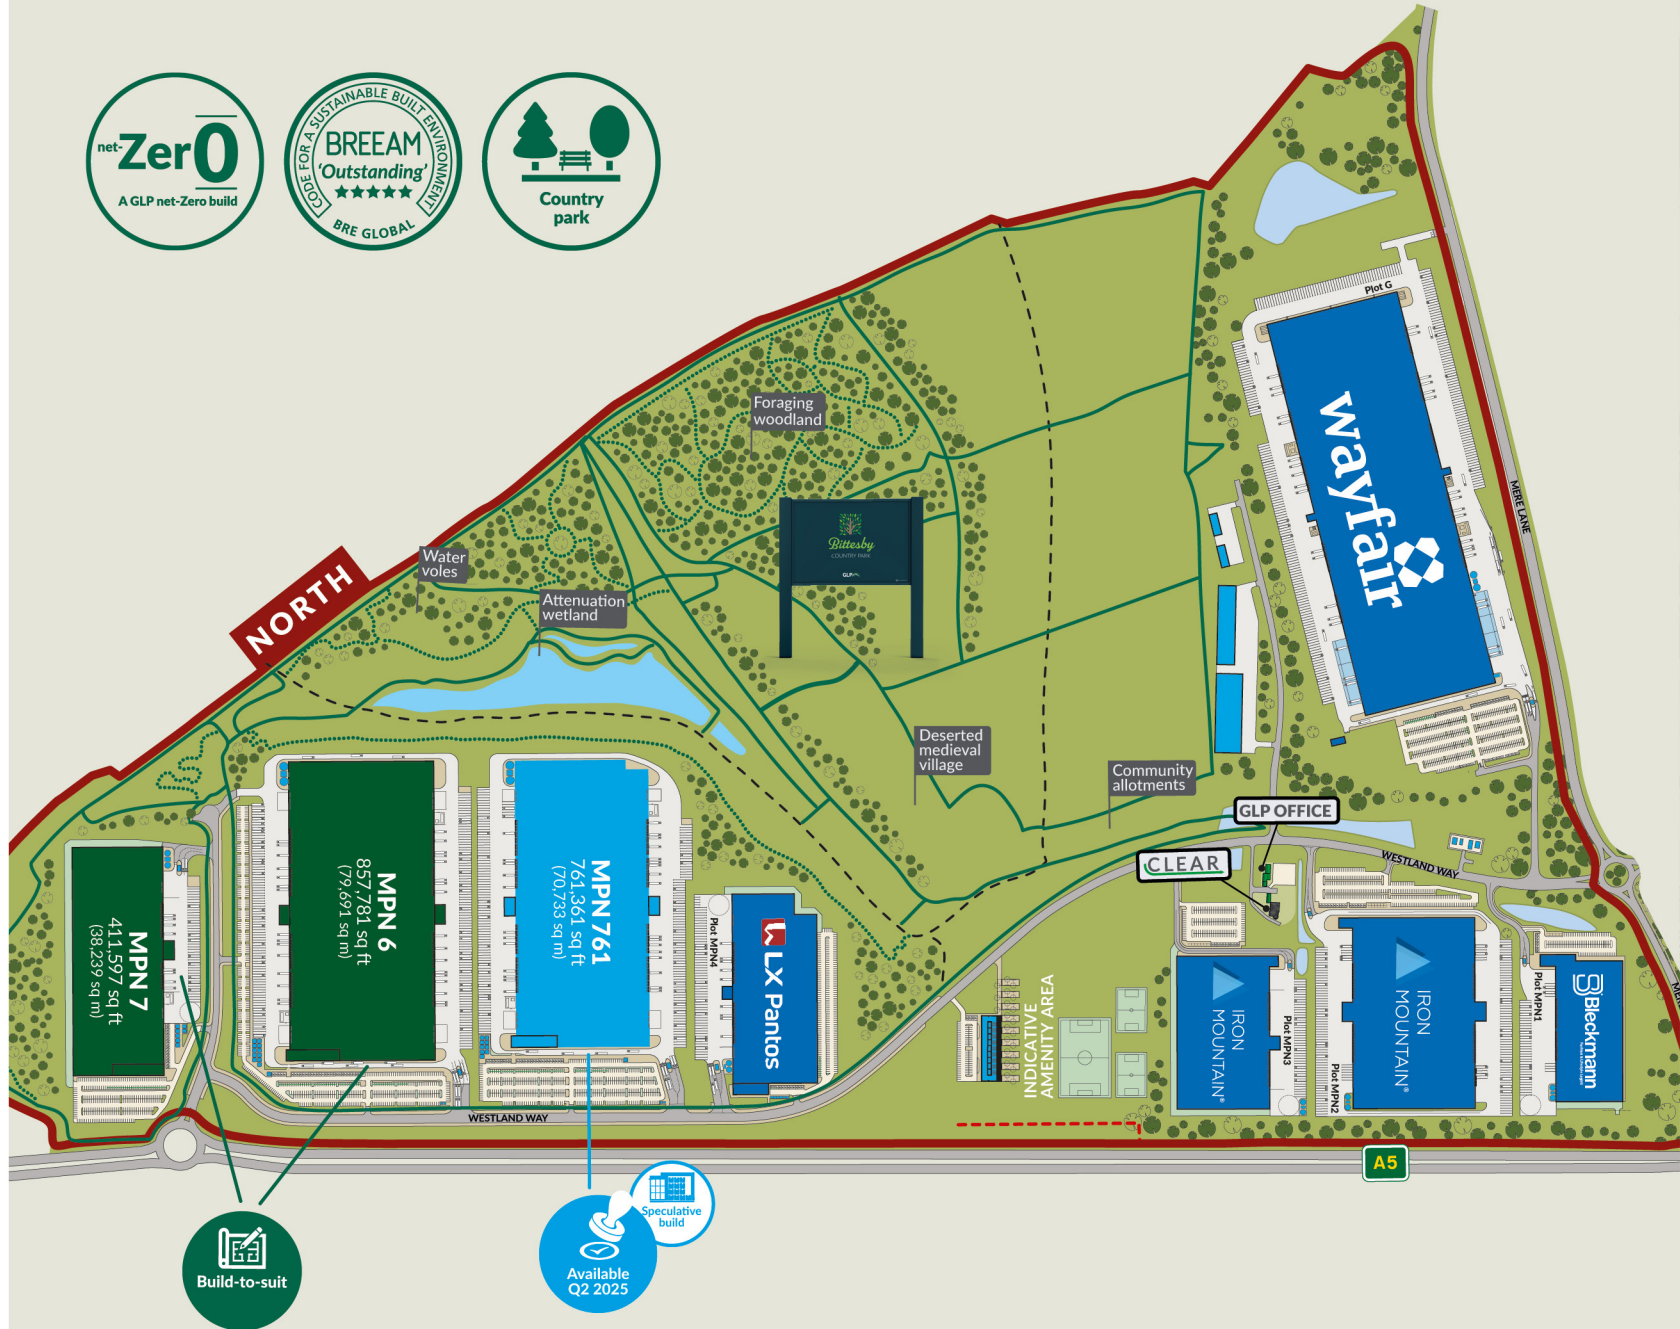 net-Zer0
A GLP net-Zero build
CODE FOR A SUSTAINABLE BUILT ENVIRONMENT
BREEAM
‘Outstanding’
BRE GLOBAL
Country
park
NORTH
Water
voles
Attenuation
wetland
Foraging
woodland
Bittesby
COUNTRY PARK
GLP
Deserted
medieval
village
Community
allotments
Plot G
wayfair
MERE LANE
GLP OFFICE
CLEAR
WESTLAND WAY
MPN 7
411,597 sq ft
(38,239 sq m)
MPN 6
857,781 sq ft
(79,691 sq m)
MPN 761
761,361 sq ft
(70,733 sq m)
Plot MPN4
LX Pantos
INDICATIVE
AMENITY AREA
IRON
MOUNTAIN®
Plot MPN3
Plot MPN2
IRON
MOUNTAIN®
Plot MPN1
Bleckmann
WESTLAND WAY
A5
Build-to-suit
Speculative
build
Available
Q2 2025